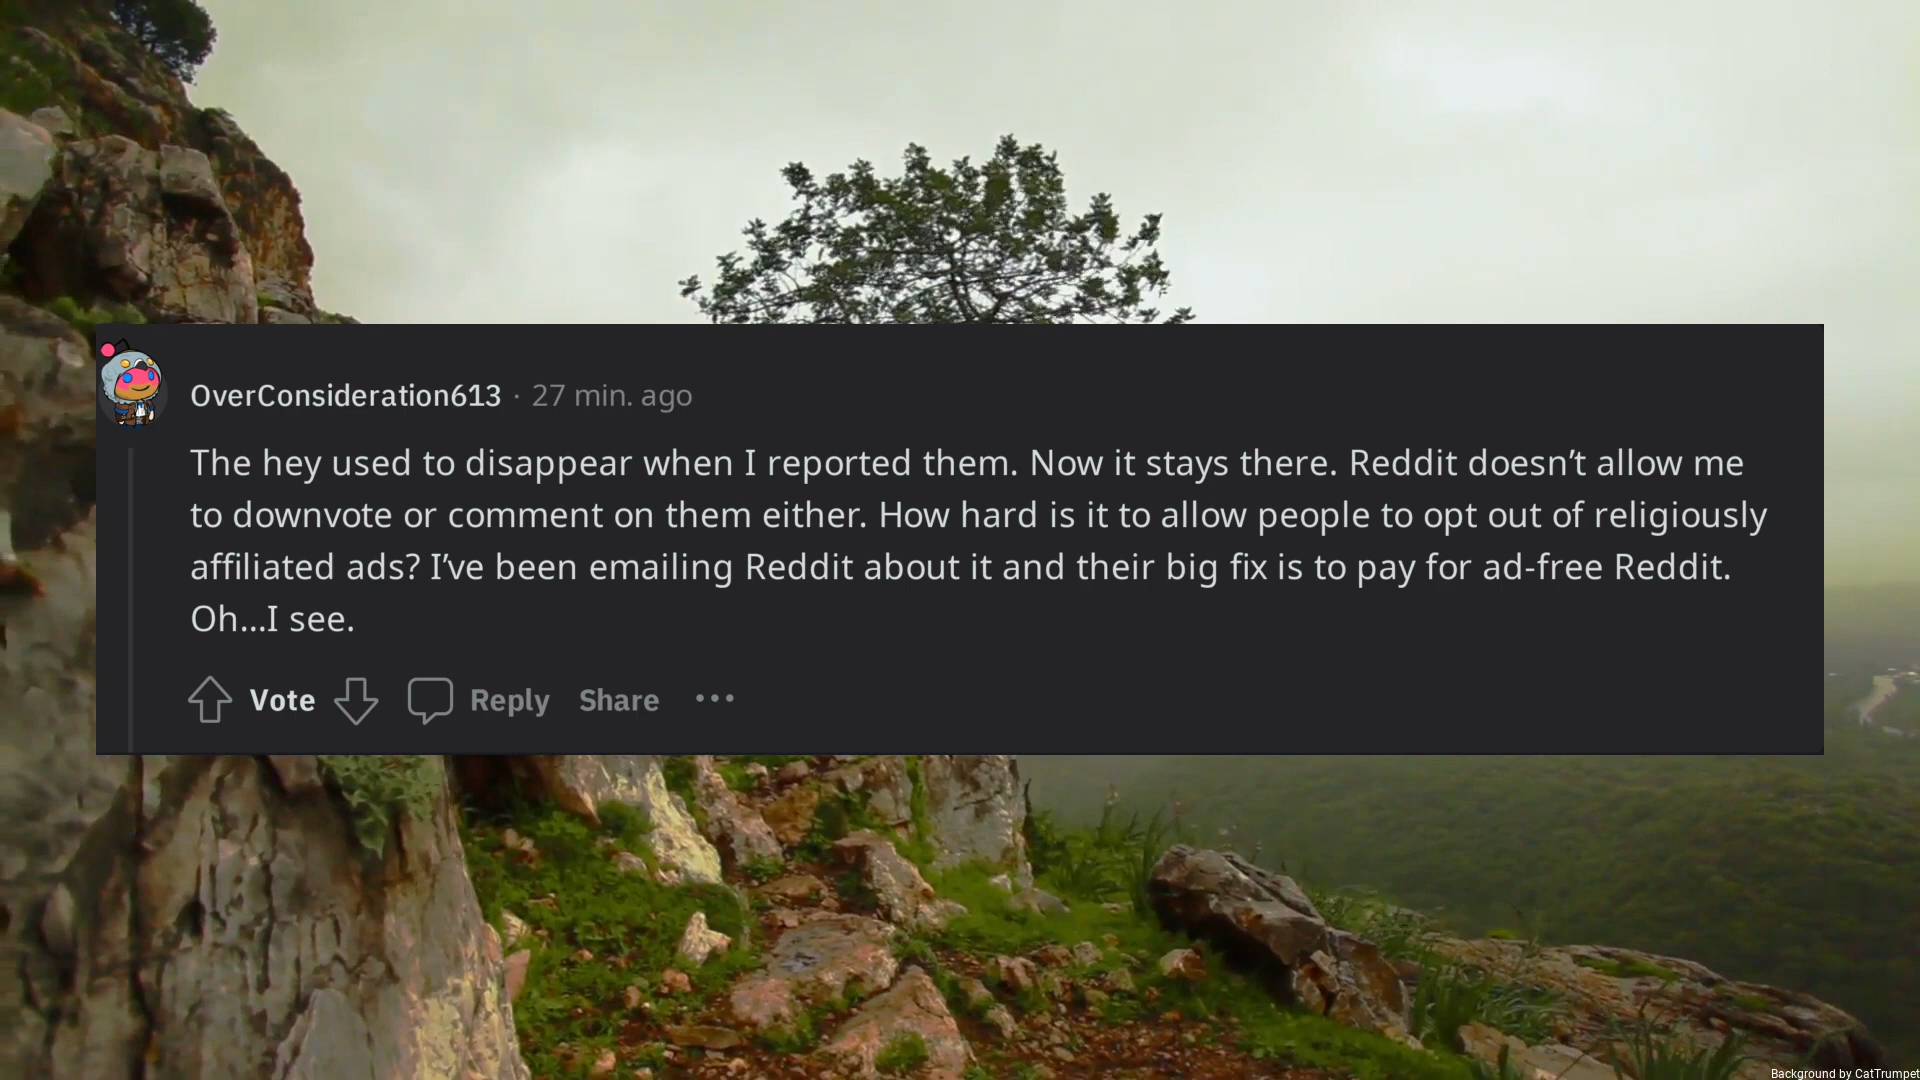 OverConsideration613 · 27 min. ago
The hey used to disappear when I reported them. Now it stays there. Reddit doesn’t allow me
to downvote or comment on them either. How hard is it to allow people to opt out of religiously
affiliated ads? I’ve been emailing Reddit about it and their big fix is to pay for ad-free Reddit.
Oh...I see.
Vote Reply Share
Background by CatTrumpet